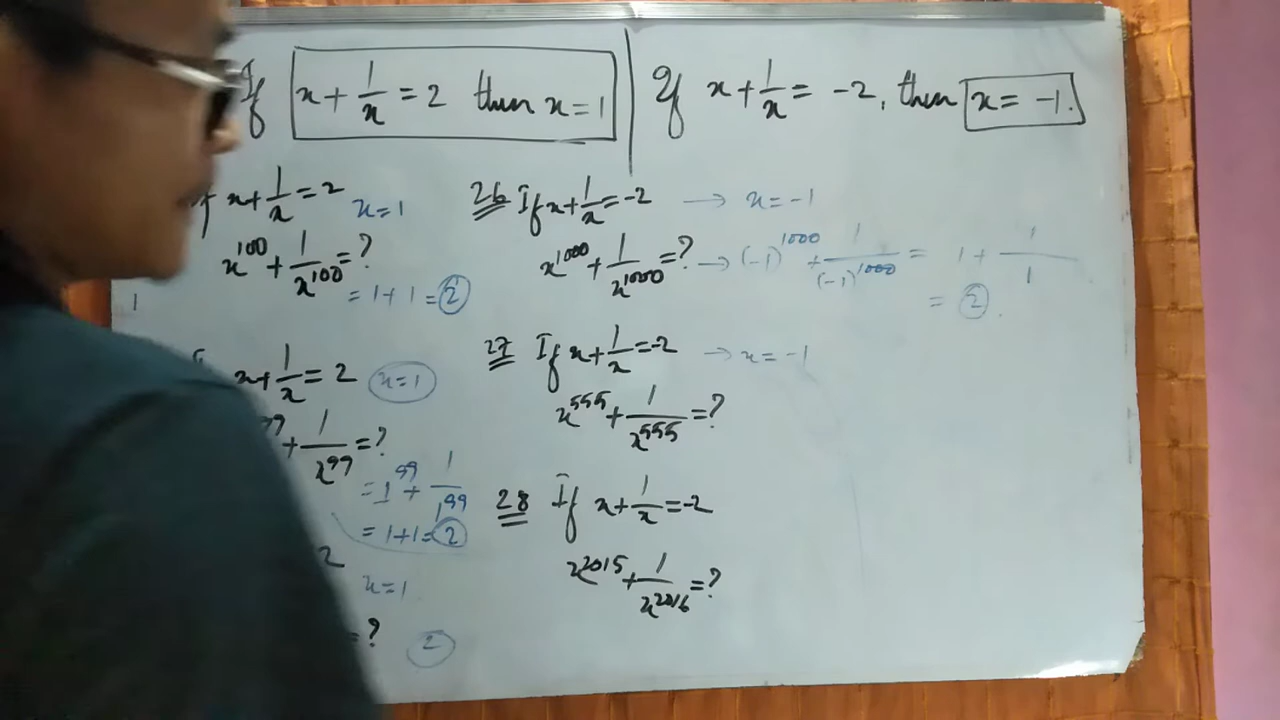 If x + 1/x = 2 then x = 1
If x + 1/x = -2, then x = -1.
x + 1/x = 2 x = 1
x^100 + 1/x^100 = ?
= 1 + 1 = 2
x + 1/x = 2 x = 1
+ 1/x^99 = ?
= 1^99 + 1/1^99
= 1 + 1 = 2
2
x = 1
= ? 2
26 If x + 1/x = -2 → x = -1
x^1000 + 1/x^1000 = ? → (-1)^1000 + 1/(-1)^1000 = 1 + 1/1
= 2.
27 If x + 1/x = -2 → x = -1
x^555 + 1/x^555 = ?
28 If x + 1/x = -2
x^2015 + 1/x^2016 = ?